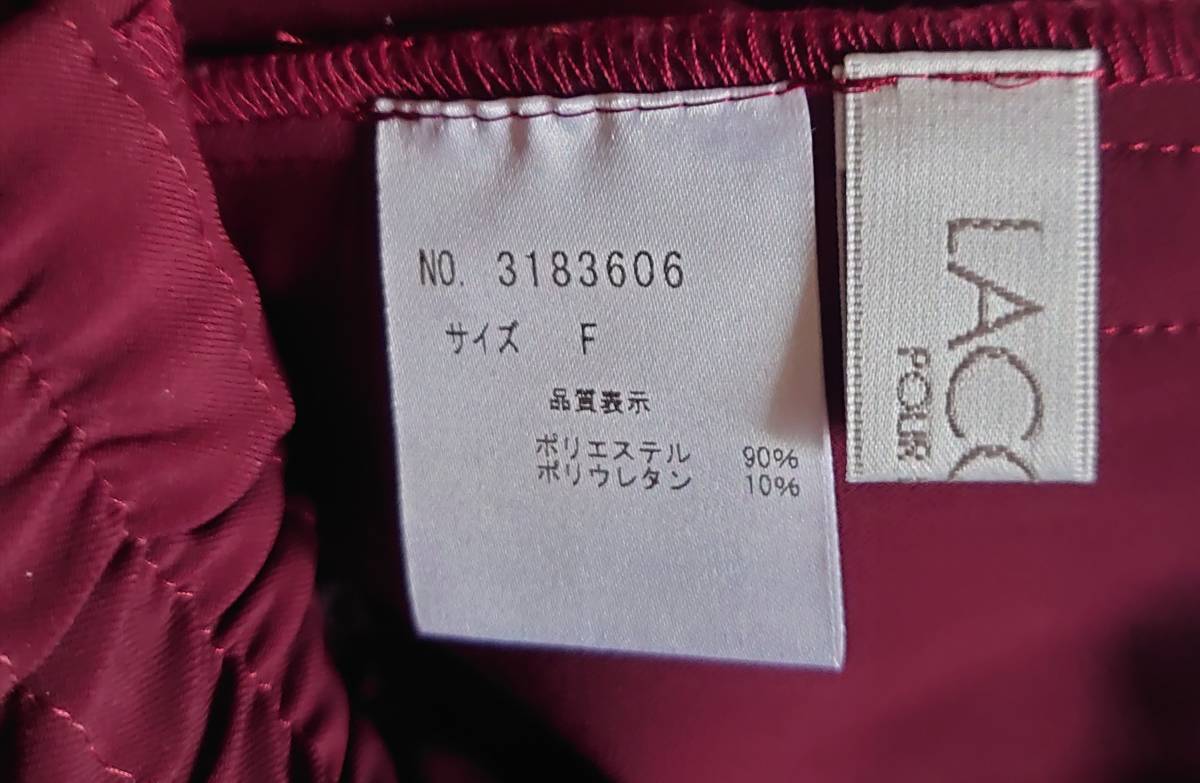 NO. 3183606
サイズ F
品質表示
ポリエステル 90%
ポリウレタン 10%
LAC
POUR